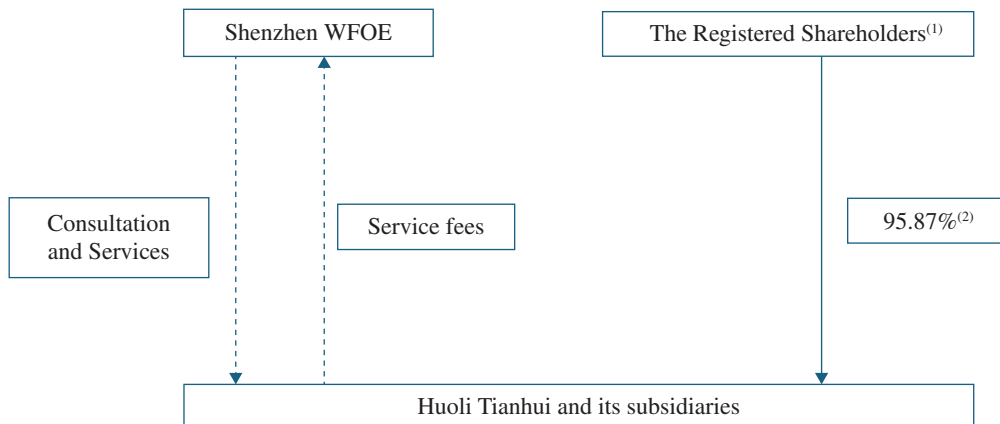 Shenzhen WFOE
The Registered Shareholders(1)
Consultation
and Services
Service fees
95.87%(2)
Huoli Tianhui and its subsidiaries